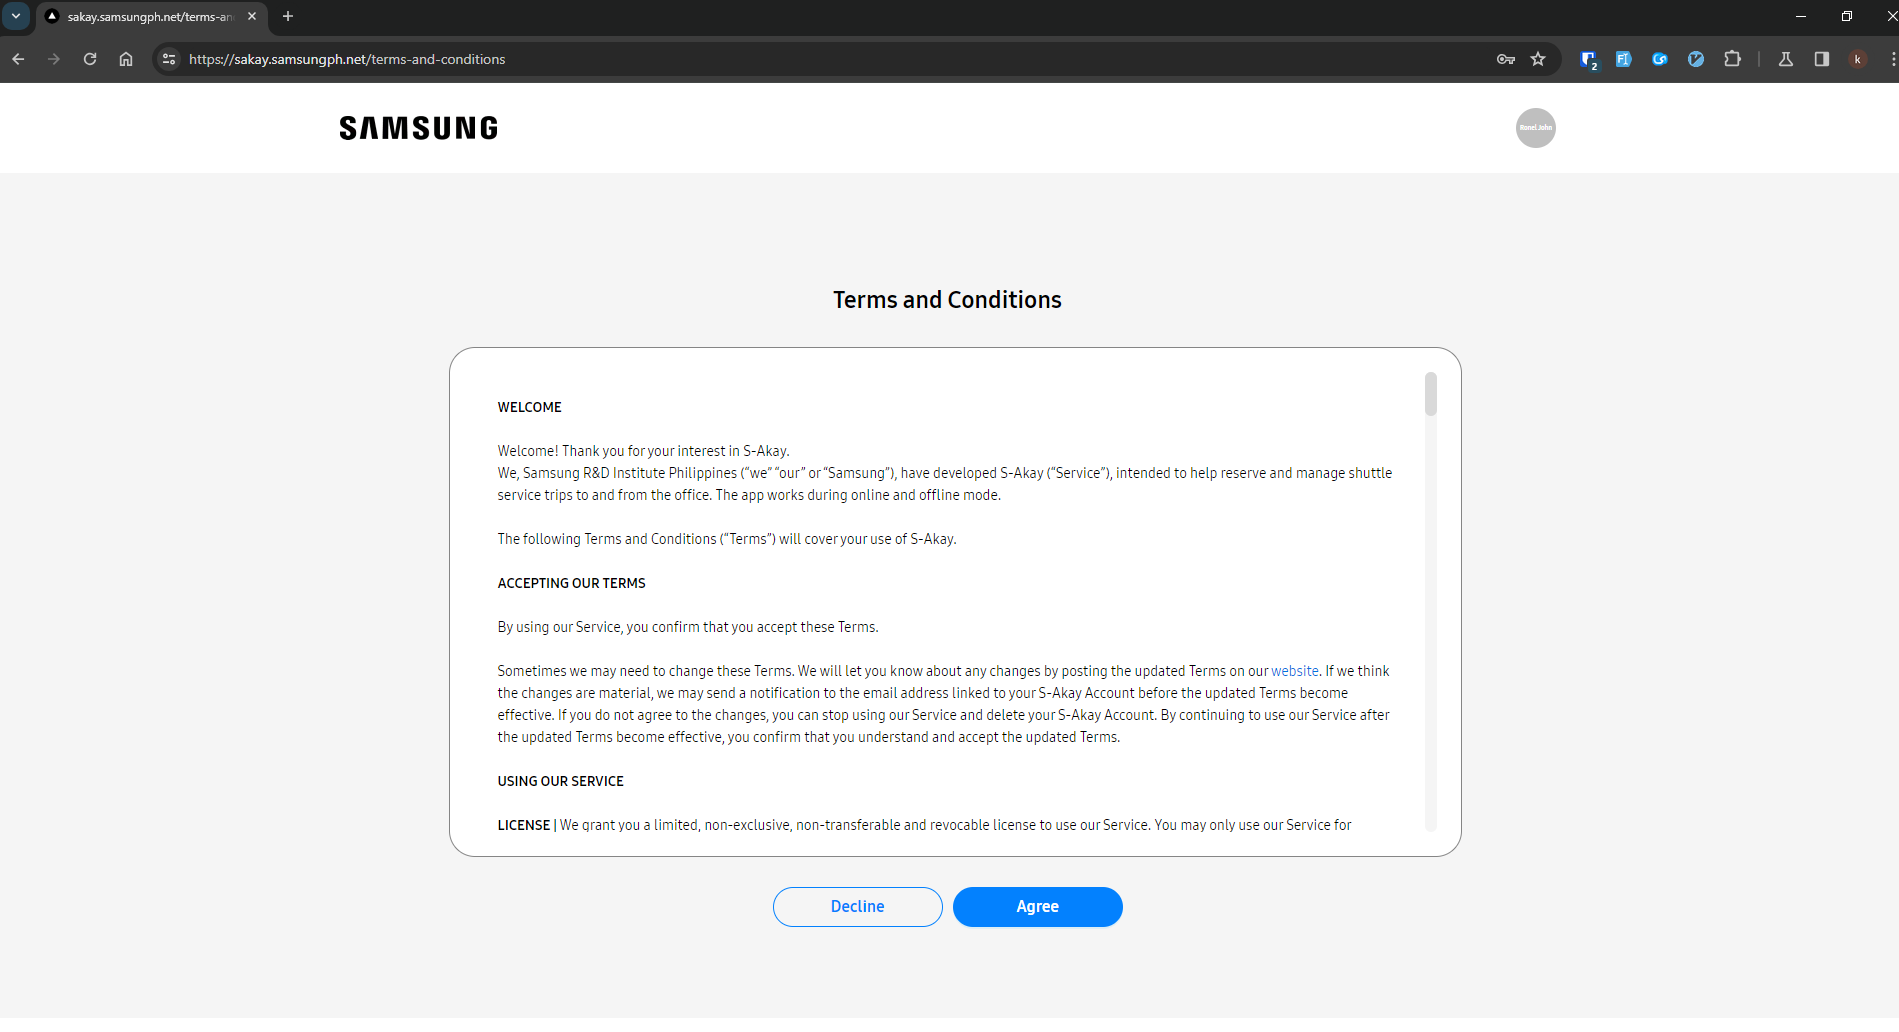 sakay.samsungph.net/terms-an
https://sakay.samsungph.net/terms-and-conditions
2
k
SAMSUNG
Ronel John
Terms and Conditions
WELCOME
Welcome! Thank you for your interest in S-Akay.
We, Samsung R&D Institute Philippines (“we” “our” or “Samsung”), have developed S-Akay (“Service”), intended to help reserve and manage shuttle
service trips to and from the office. The app works during online and offline mode.
The following Terms and Conditions (“Terms”) will cover your use of S-Akay.
ACCEPTING OUR TERMS
By using our Service, you confirm that you accept these Terms.
Sometimes we may need to change these Terms. We will let you know about any changes by posting the updated Terms on our website. If we think
the changes are material, we may send a notification to the email address linked to your S-Akay Account before the updated Terms become
effective. If you do not agree to the changes, you can stop using our Service and delete your S-Akay Account. By continuing to use our Service after
the updated Terms become effective, you confirm that you understand and accept the updated Terms.
USING OUR SERVICE
LICENSE | We grant you a limited, non-exclusive, non-transferable and revocable license to use our Service. You may only use our Service for
Decline
Agree